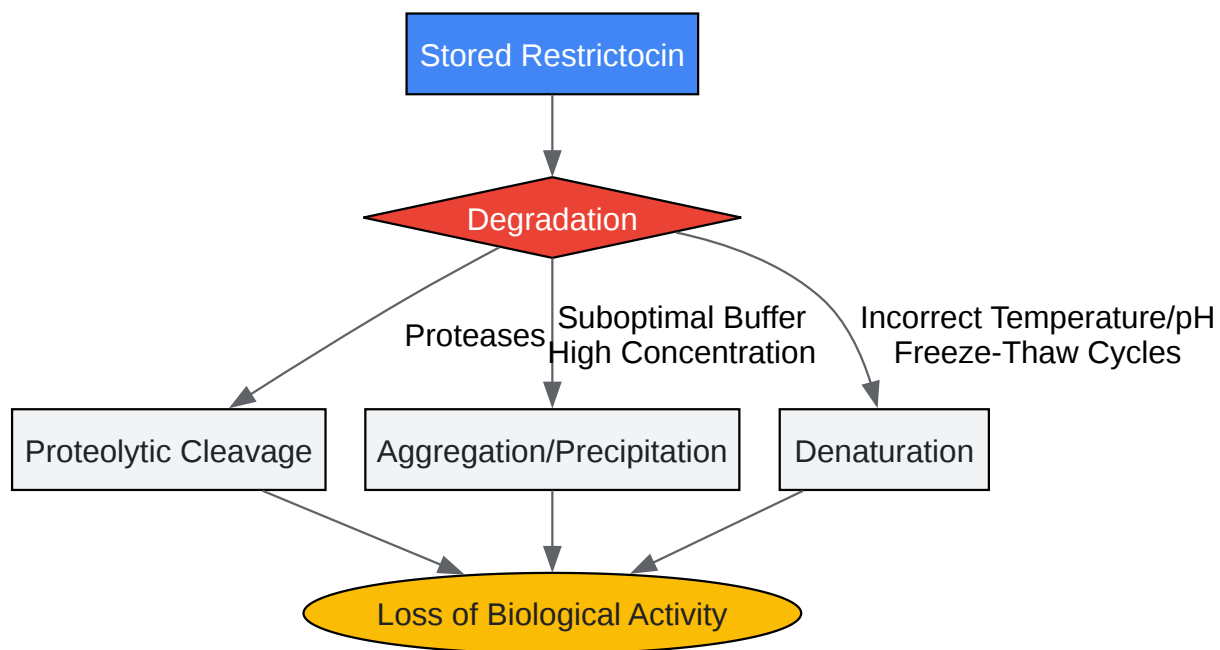 Stored Restrictocin
Degradation
Proteases
Suboptimal Buffer
High Concentration
Incorrect Temperature/pH
Freeze-Thaw Cycles
Proteolytic Cleavage
Aggregation/Precipitation
Denaturation
Loss of Biological Activity